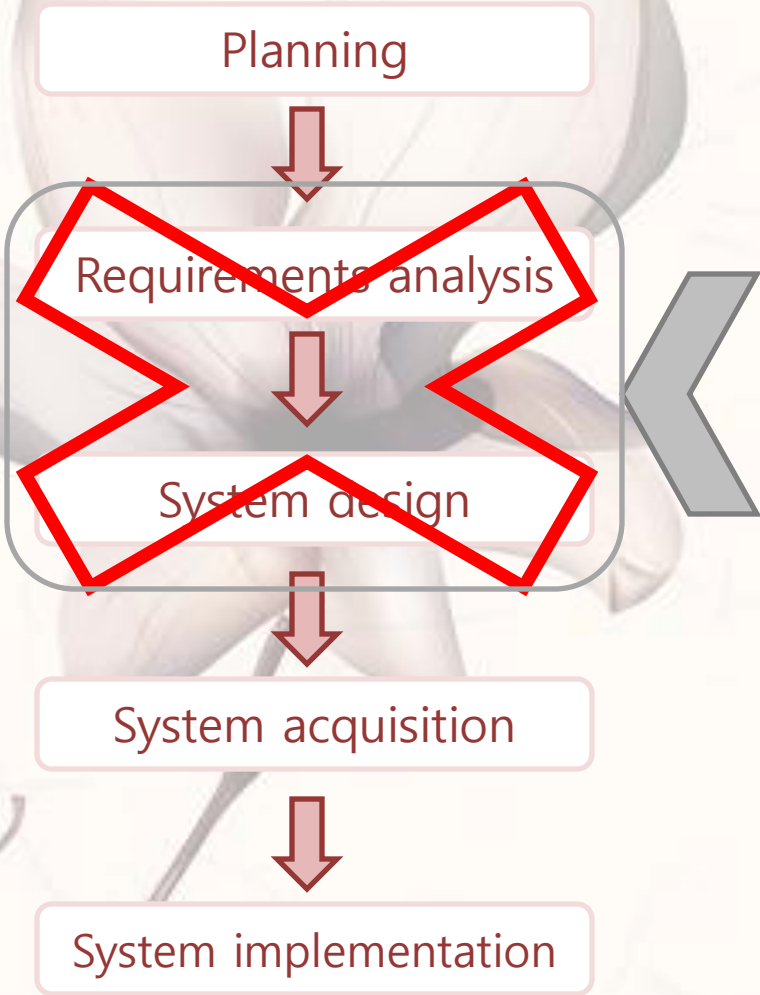 Planning
Requirements analysis
System design
System acquisition
System implementation